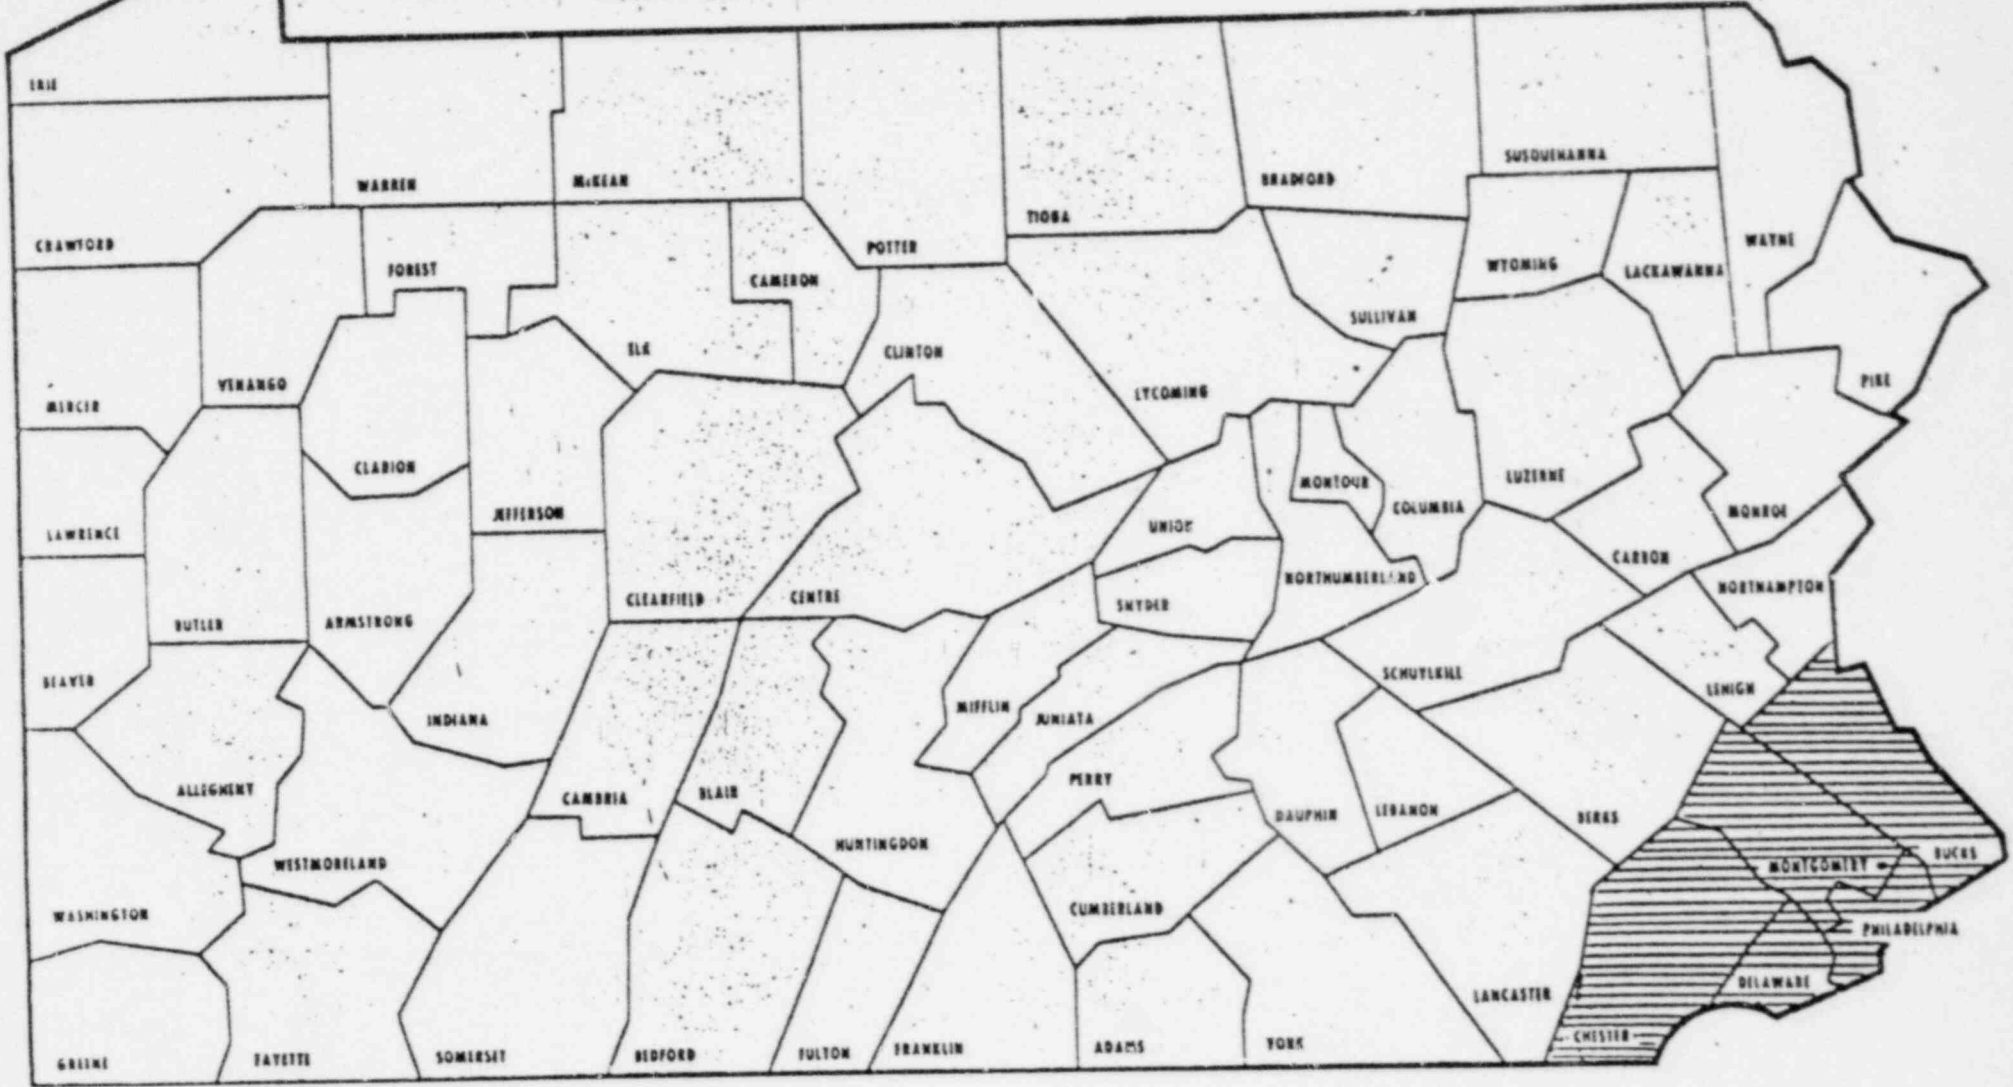 ERIE
WARREN
McKEAN
SUSQUEHANNA
BRADFORD
TIOGA
CRAWFORD
FOREST
POTTER
CAMERON
WYOMING
LACKAWANNA
WAYNE
SULLIVAN
ELK
CLINTON
VENANGO
MERCER
LYCOMING
PIKE
CLARION
JEFFERSON
MONTOUR
COLUMBIA
LUZERNE
MONROE
LAWRENCE
UNION
CARBON
NORTHUMBERLAND
NORTHAMPTON
CLEARFIELD
CENTRE
SNYDER
BUTLER
ARMSTRONG
BEAVER
INDIANA
MIFFLIN
JUNIATA
SCHUYLKILL
LEHIGH
ALLEGHENY
CAMBRIA
BLAIR
PERRY
DAUPHIN
LEBANON
BERKS
HUNTINGDON
WESTMORELAND
MONTGOMERY
BUCKS
WASHINGTON
CUMBERLAND
PHILADELPHIA
DELAWARE
LANCASTER
CHESTER
GREENE
FAYETTE
SOMERSET
BEDFORD
FULTON
FRANKLIN
ADAMS
YORK